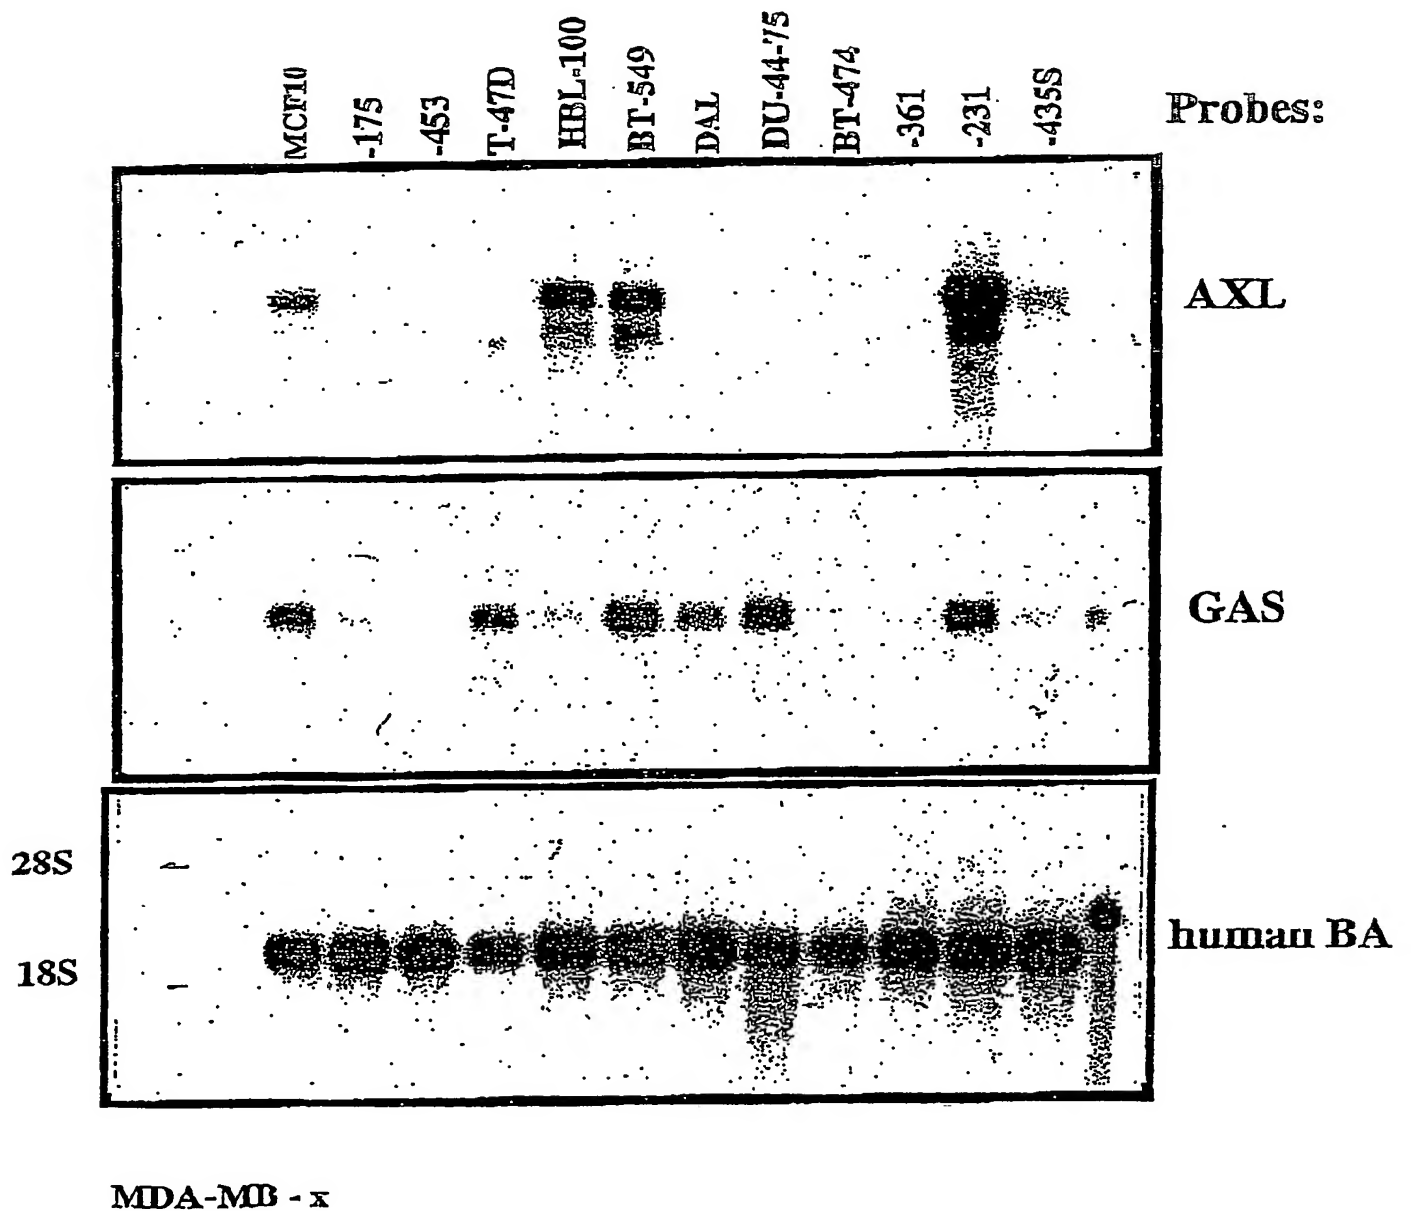 MCF10
-175
-453
T-47D
HBL-100
BT-549
DAL
DU-44-75
BT-474
-361
-231
-435S
Probes:
AXL
GAS
28S
18S
human BA
MDA-MB - x